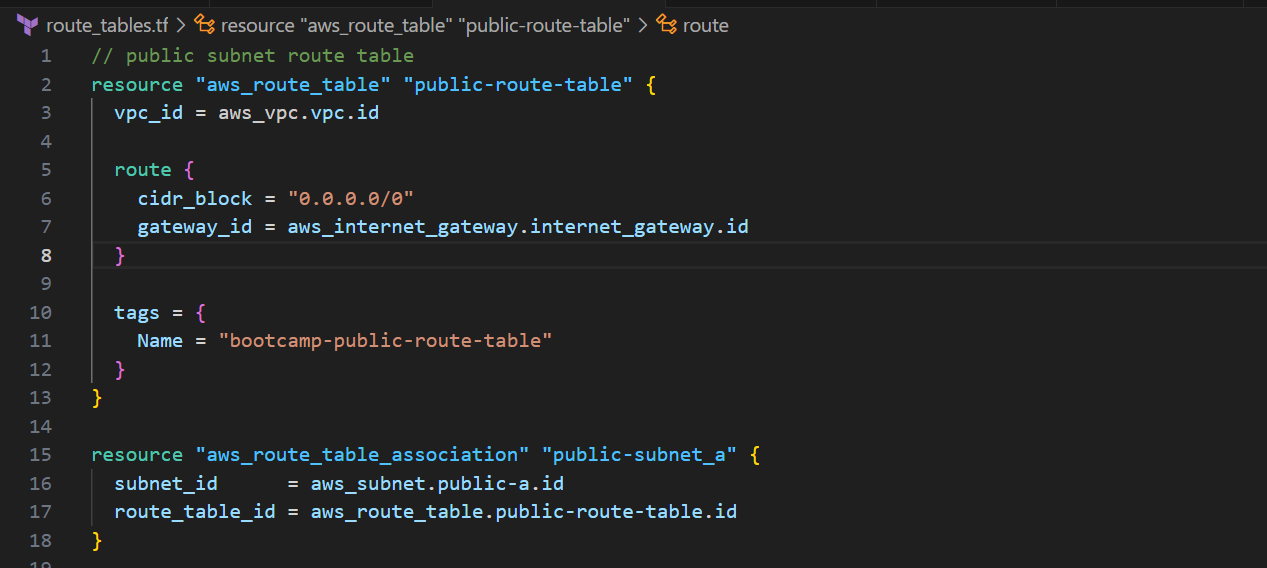 route_tables.tf > resource "aws_route_table" "public-route-table" > route
1 // public subnet route table
2 resource "aws_route_table" "public-route-table" {
3 vpc_id = aws_vpc.vpc.id
4
5 route {
6 cidr_block = "0.0.0.0/0"
7 gateway_id = aws_internet_gateway.internet_gateway.id
8 }
9
10 tags = {
11 Name = "bootcamp-public-route-table"
12 }
13 }
14
15 resource "aws_route_table_association" "public-subnet_a" {
16 subnet_id      = aws_subnet.public-a.id
17 route_table_id = aws_route_table.public-route-table.id
18 }
19